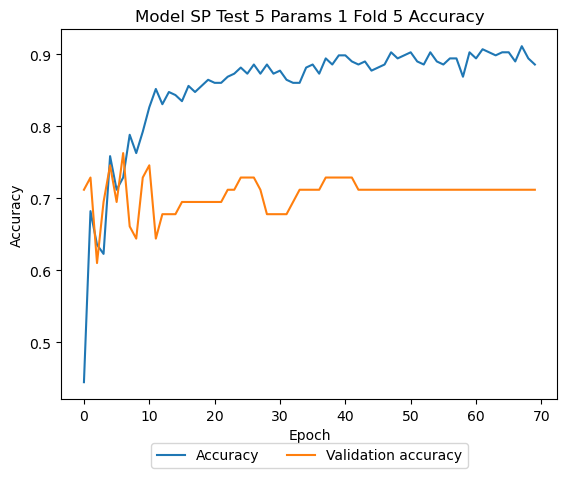 Model SP Test 5 Params 1 Fold 5 Accuracy
Accuracy
0.9
0.8
0.7
0.6
0.5
0 10 20 30 40 50 60 70
Epoch
Accuracy Validation accuracy